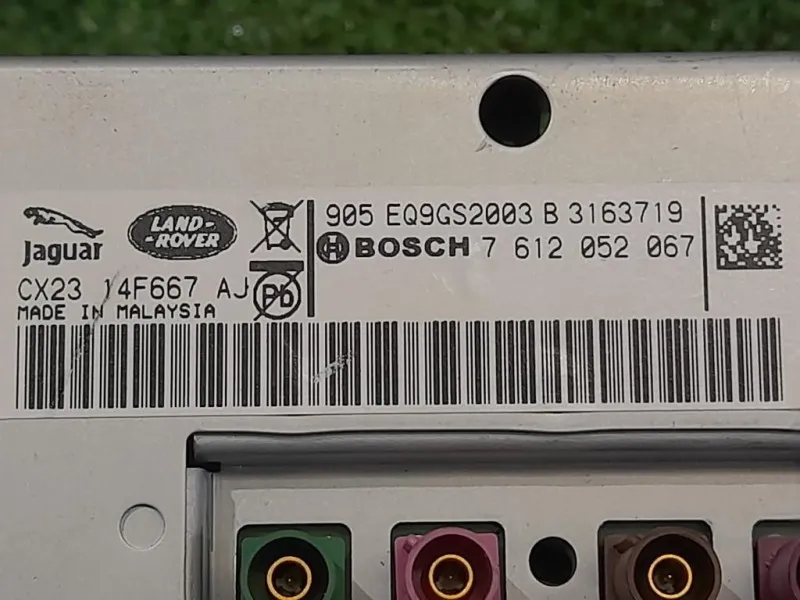 Jaguar
LAND-
-ROVER
CX23 14F667 AJ
MADE IN MALAYSIA
Pb
905 EQ9GS2003 B 3163719
BOSCH 7 612 052 067